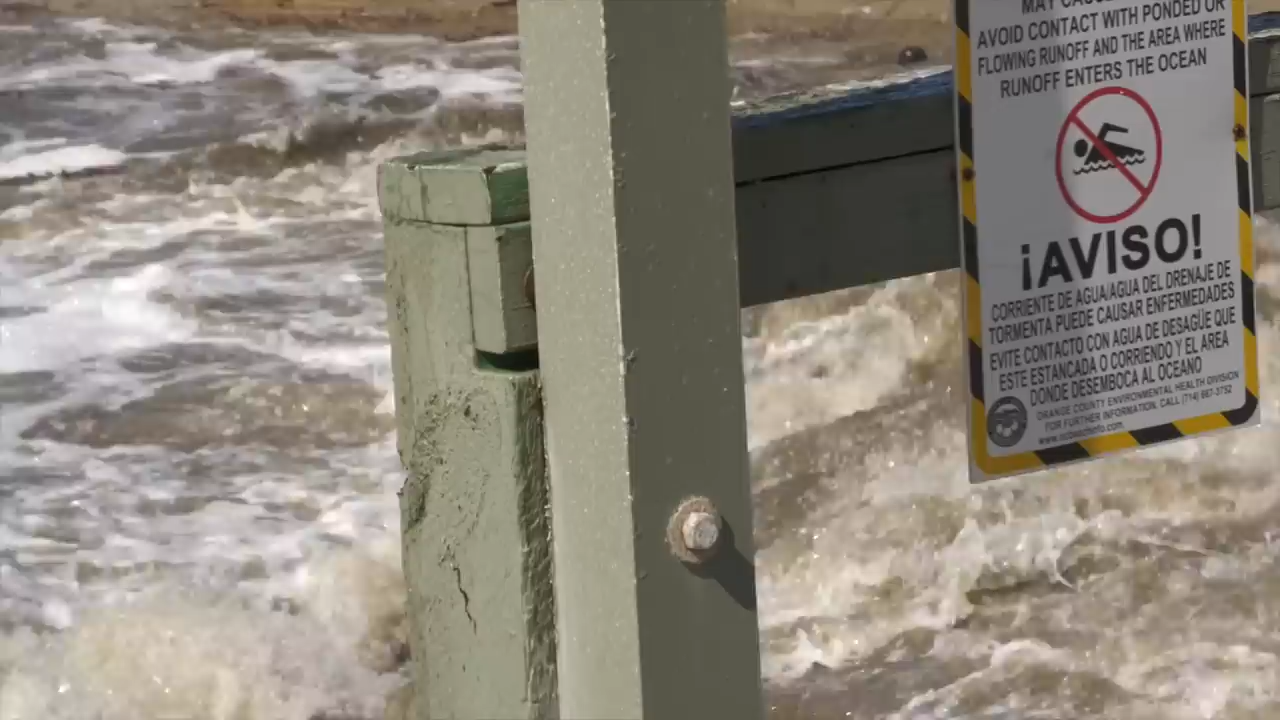 MAY CAUSE
AVOID CONTACT WITH PONDED OR
FLOWING RUNOFF AND THE AREA WHERE
RUNOFF ENTERS THE OCEAN
¡AVISO!
CORRIENTE DE AGUA/AGUA DEL DRENAJE DE
TORMENTA PUEDE CAUSAR ENFERMEDADES
EVITE CONTACTO CON AGUA DE DESAGÜE QUE
ESTE ESTANCADA O CORRIENDO Y EL AREA
DONDE DESEMBOCA AL OCEANO
ORANGE COUNTY ENVIRONMENTAL HEALTH DIVISION
FOR FURTHER INFORMATION, CALL (714) 667-3752
www.ocbeachinfo.com